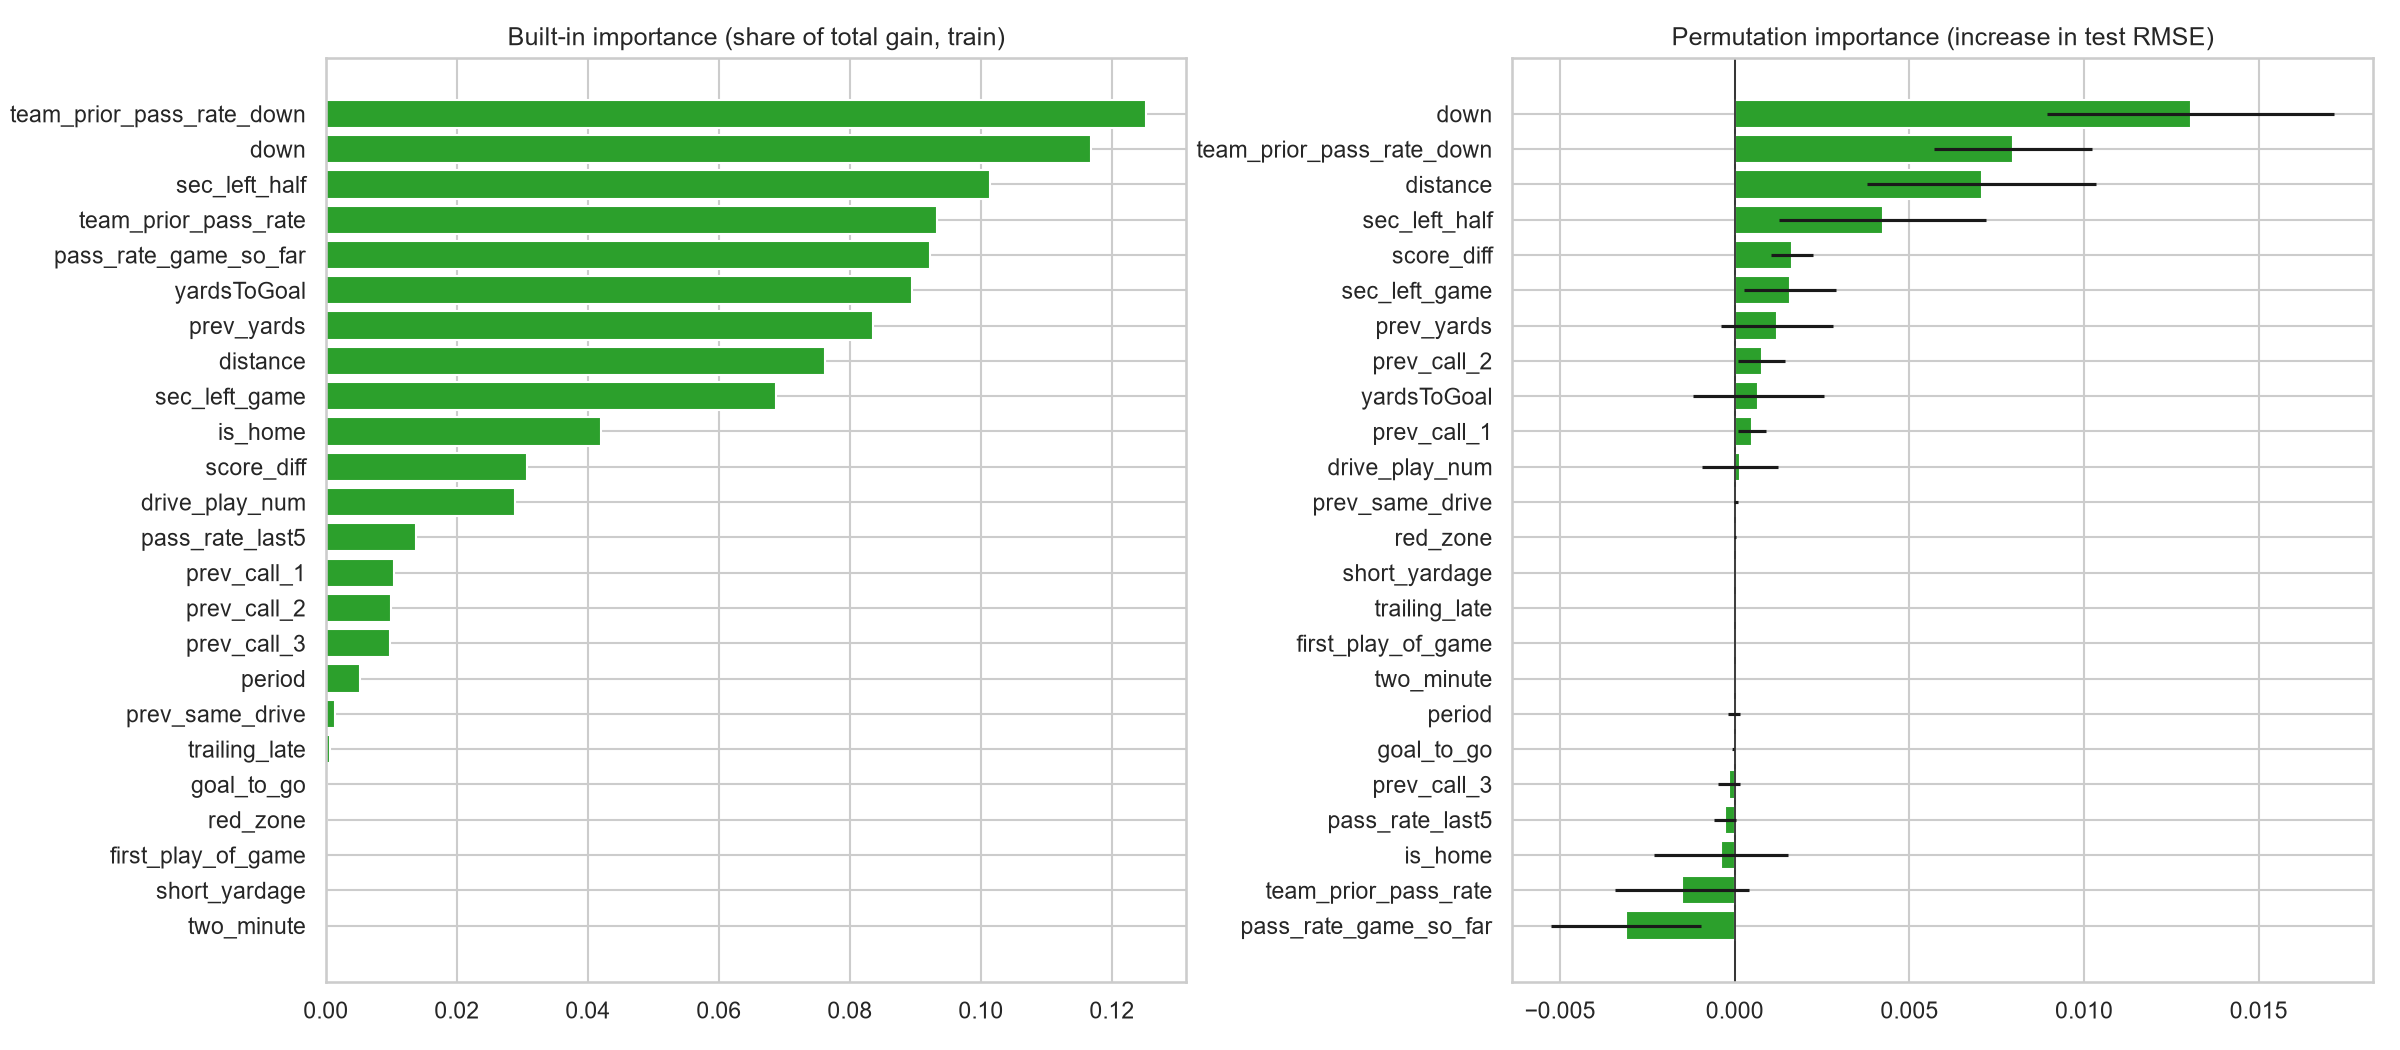 Built-in importance (share of total gain, train)
team_prior_pass_rate_down
down
sec_left_half
team_prior_pass_rate
pass_rate_game_so_far
yardsToGoal
prev_yards
distance
sec_left_game
is_home
score_diff
drive_play_num
pass_rate_last5
prev_call_1
prev_call_2
prev_call_3
period
prev_same_drive
trailing_late
goal_to_go
red_zone
first_play_of_game
short_yardage
two_minute
0.00 0.02 0.04 0.06 0.08 0.10 0.12
Permutation importance (increase in test RMSE)
down
team_prior_pass_rate_down
distance
sec_left_half
score_diff
sec_left_game
prev_yards
prev_call_2
yardsToGoal
prev_call_1
drive_play_num
prev_same_drive
red_zone
short_yardage
trailing_late
first_play_of_game
two_minute
period
goal_to_go
prev_call_3
pass_rate_last5
is_home
team_prior_pass_rate
pass_rate_game_so_far
−0.005 0.000 0.005 0.010 0.015